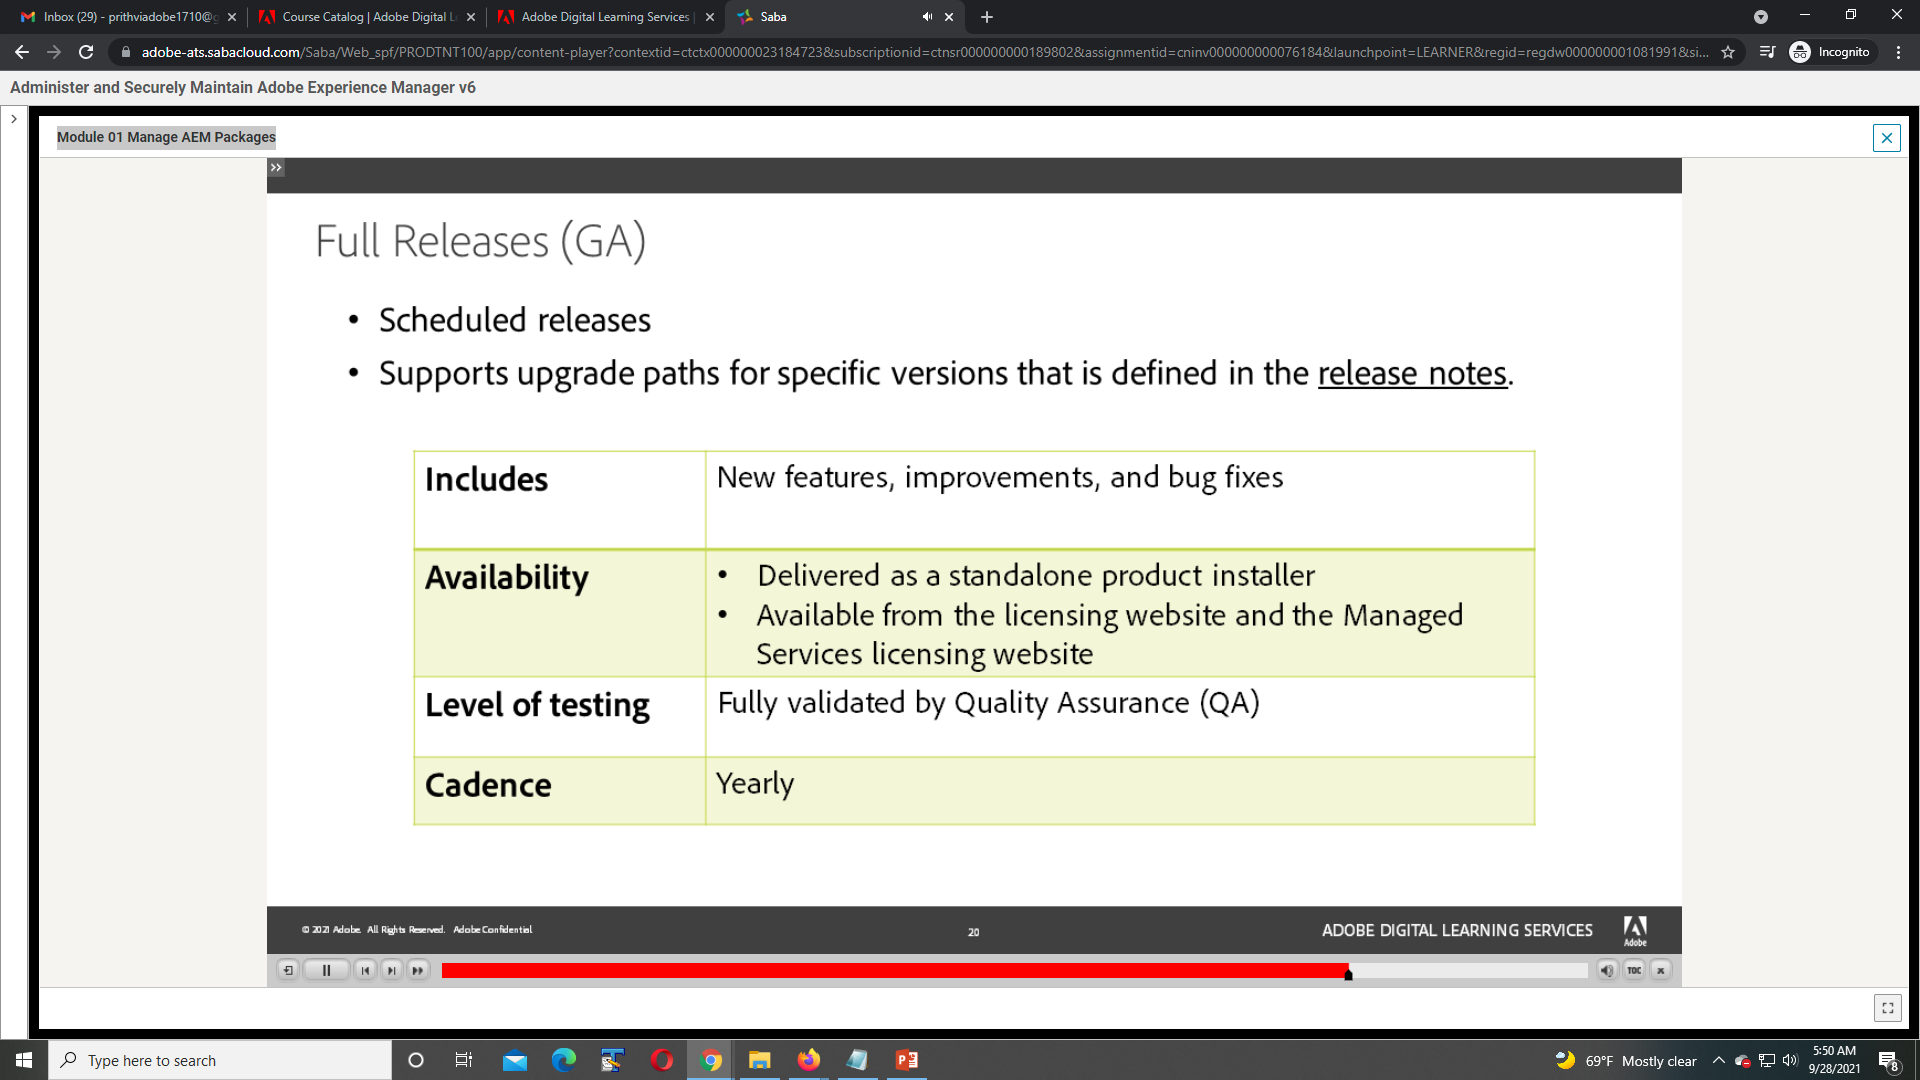 Inbox (29) - prithviadobe1710@g
Course Catalog | Adobe Digital L
Adobe Digital Learning Services |
Saba
adobe-ats.sabacloud.com/Saba/Web_spf/PRODTNT100/app/content-player?contextid=ctctx000000023184723&subscriptionid=ctnsr000000000189802&assignmentid=cninv000000000076184&launchpoint=LEARNER&regid=regdw000000001081991&si...
Incognito
Administer and Securely Maintain Adobe Experience Manager v6
Module 01 Manage AEM Packages
Full Releases (GA)
• Scheduled releases
• Supports upgrade paths for specific versions that is defined in the release notes.
Includes
New features, improvements, and bug fixes
Availability
• Delivered as a standalone product installer
• Available from the licensing website and the Managed
Services licensing website
Level of testing
Fully validated by Quality Assurance (QA)
Cadence
Yearly
© 2021 Adobe. All Rights Reserved. Adobe Confidential
20
ADOBE DIGITAL LEARNING SERVICES
Adobe
TOC
Type here to search
69°F Mostly clear
5:50 AM
9/28/2021
8